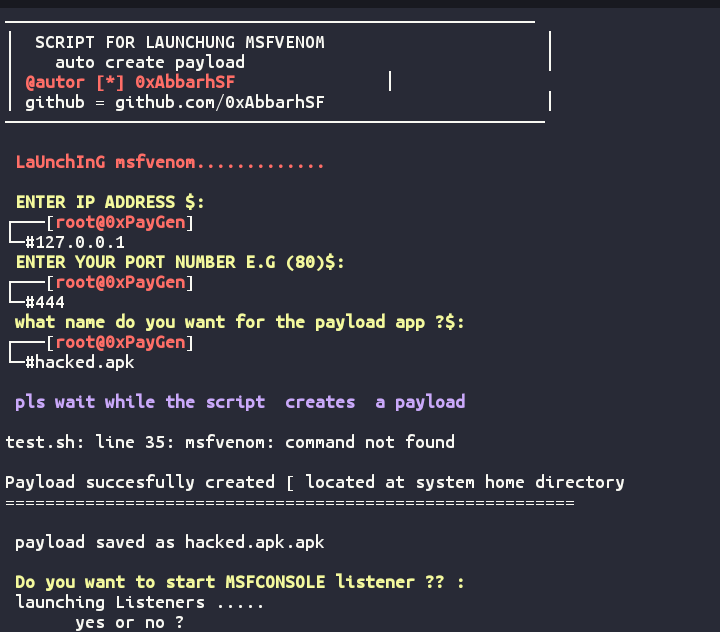 SCRIPT FOR LAUNCHUNG MSFVENOM
auto create payload
@autor [*] 0xAbbarhSF
github = github.com/0xAbbarhSF
LaUnchInG msfvenom.............
ENTER IP ADDRESS $:
[root@0xPayGen]
#127.0.0.1
ENTER YOUR PORT NUMBER E.G (80)$:
[root@0xPayGen]
#444
what name do you want for the payload app ?$:
[root@0xPayGen]
#hacked.apk
pls wait while the script  creates  a payload
test.sh: line 35: msfvenom: command not found
Payload succesfully created [ located at system home directory
=========================================================
payload saved as hacked.apk.apk
Do you want to start MSFCONSOLE listener ?? :
launching Listeners .....
yes or no ?